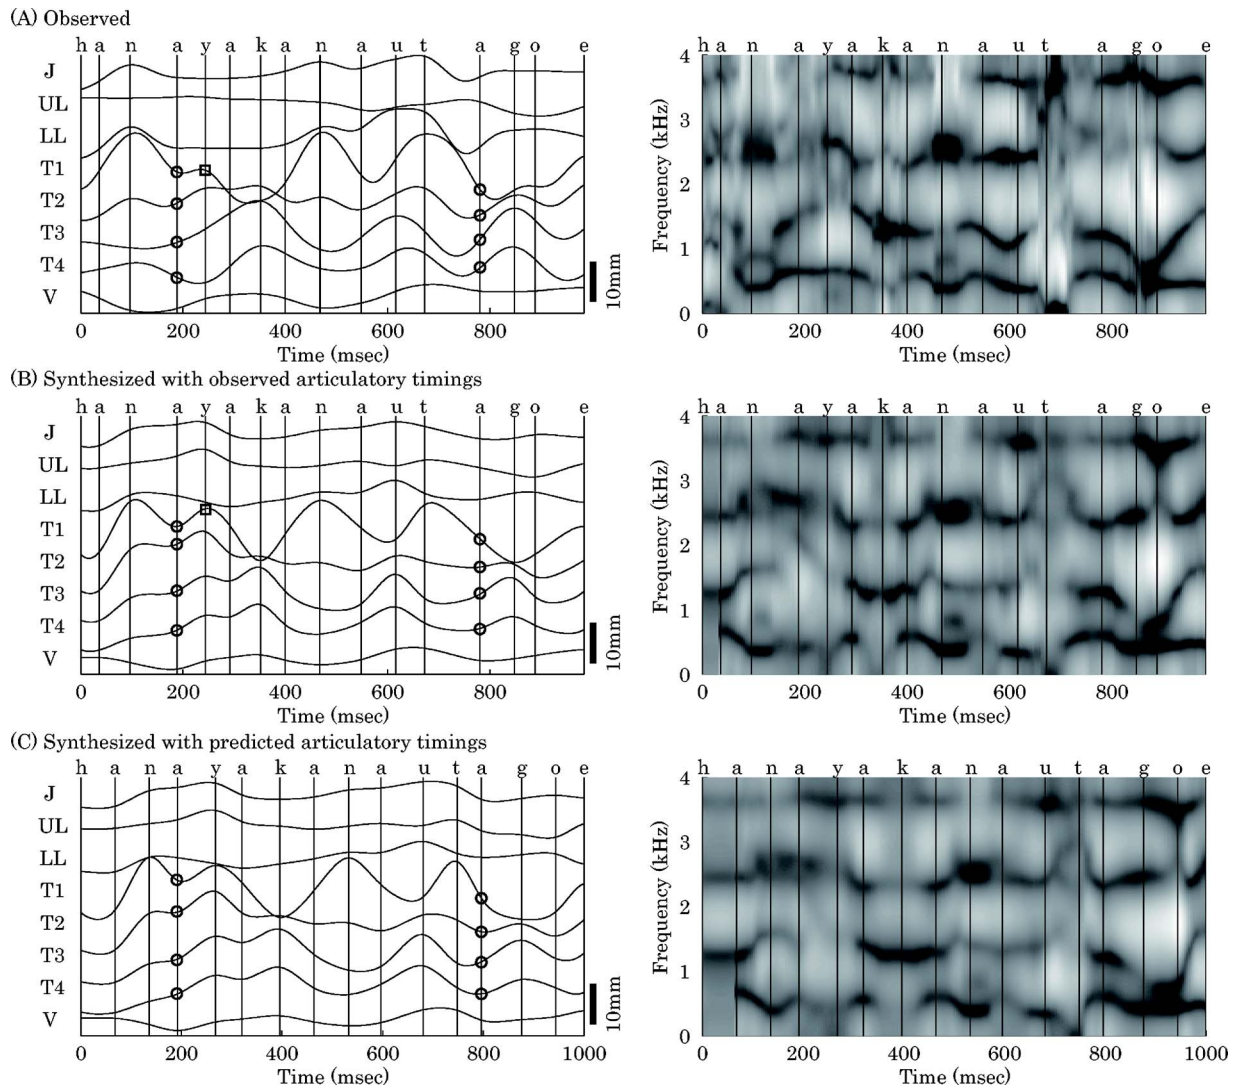 (A) Observed
h a n a y a k a n a u t a g o e
J
UL
LL
T1
T2
T3
T4
V
10mm
0 200 400 600 800
Time (msec)
h a n a y a k a n a u t a g o e
4
3
2
1
0
Frequency (kHz)
0 200 400 600 800
Time (msec)
(B) Synthesized with observed articulatory timings
h a n a y a k a n a u t a g o e
J
UL
LL
T1
T2
T3
T4
V
10mm
0 200 400 600 800
Time (msec)
h a n a y a k a n a u t a g o e
4
3
2
1
0
Frequency (kHz)
0 200 400 600 800
Time (msec)
(C) Synthesized with predicted articulatory timings
h a n a y a k a n a u t a g o e
J
UL
LL
T1
T2
T3
T4
V
10mm
0 200 400 600 800 1000
Time (msec)
h a n a y a k a n a u t a g o e
4
3
2
1
0
Frequency (kHz)
0 200 400 600 800 1000
Time (msec)